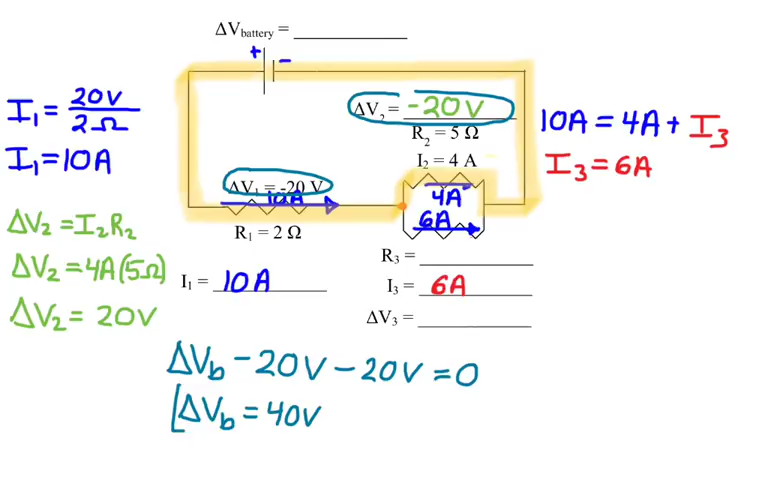 ΔVbattery = ____________
+ -
I₁ = 20V / 2Ω
I₁ = 10A
ΔV₂ = -20V
R₂ = 5 Ω
I₂ = 4 A
10A = 4A + I₃
I₃ = 6A
ΔV₁ = -20 V
10A
R₁ = 2 Ω
4A
6A
ΔV₂ = I₂R₂
ΔV₂ = 4A(5Ω)
ΔV₂ = 20V
I₁ = 10A
R₃ = ____________
I₃ = 6A
ΔV₃ = ____________
ΔVb - 20V - 20V = 0
ΔVb = 40V